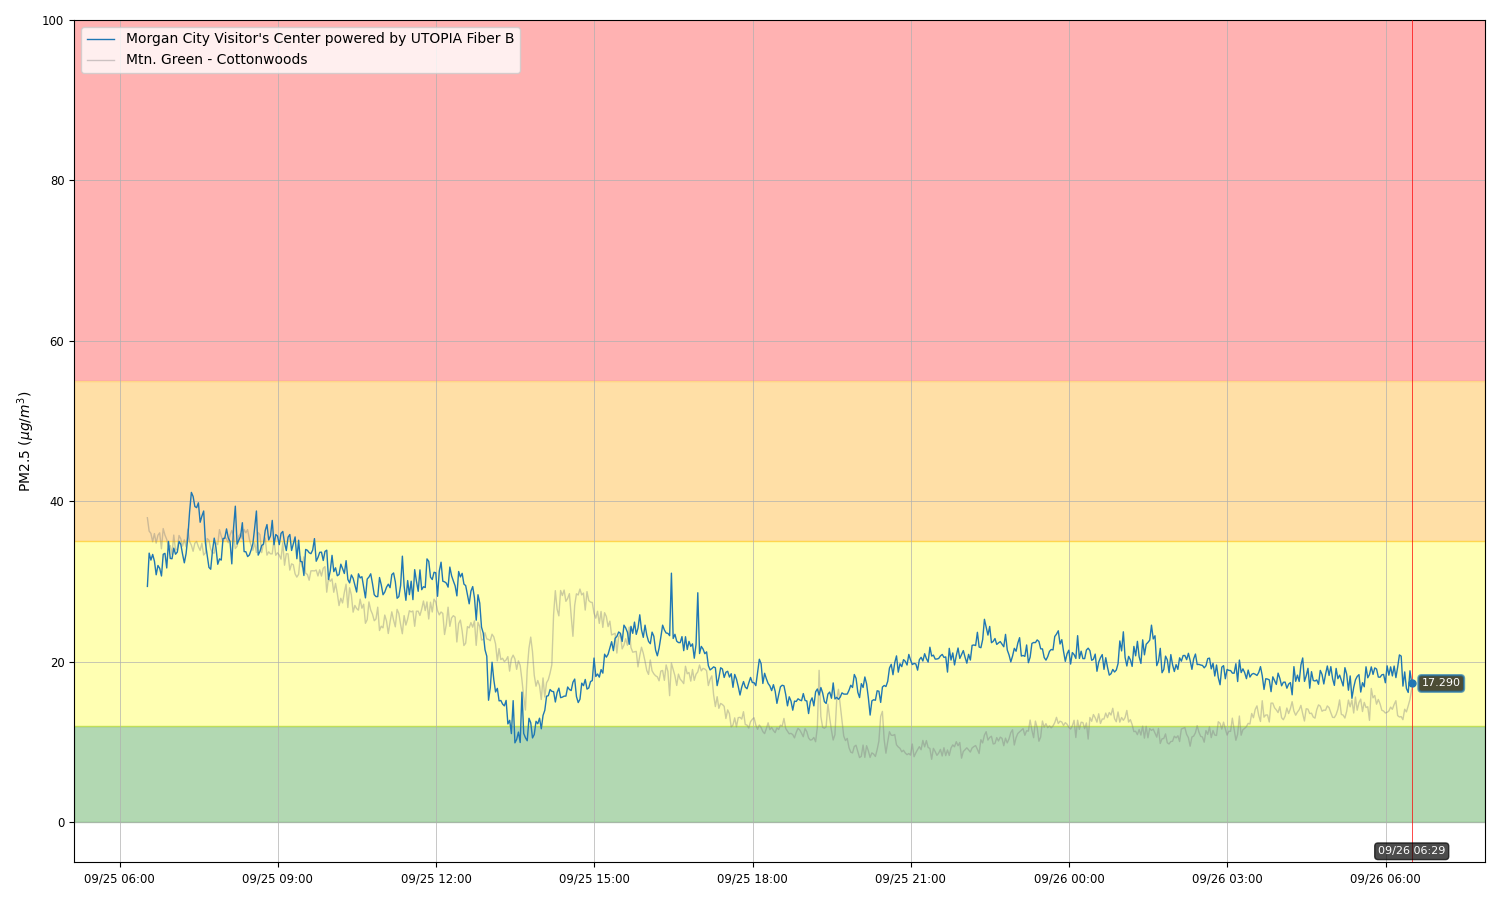 100
Morgan City Visitor's Center powered by UTOPIA Fiber B
Mtn. Green - Cottonwoods
80
60
PM2.5 (μg/m³)
40
20
17.290
0
09/26 06:29
09/25 06:00 09/25 09:00 09/25 12:00 09/25 15:00 09/25 18:00 09/25 21:00 09/26 00:00 09/26 03:00 09/26 06:00